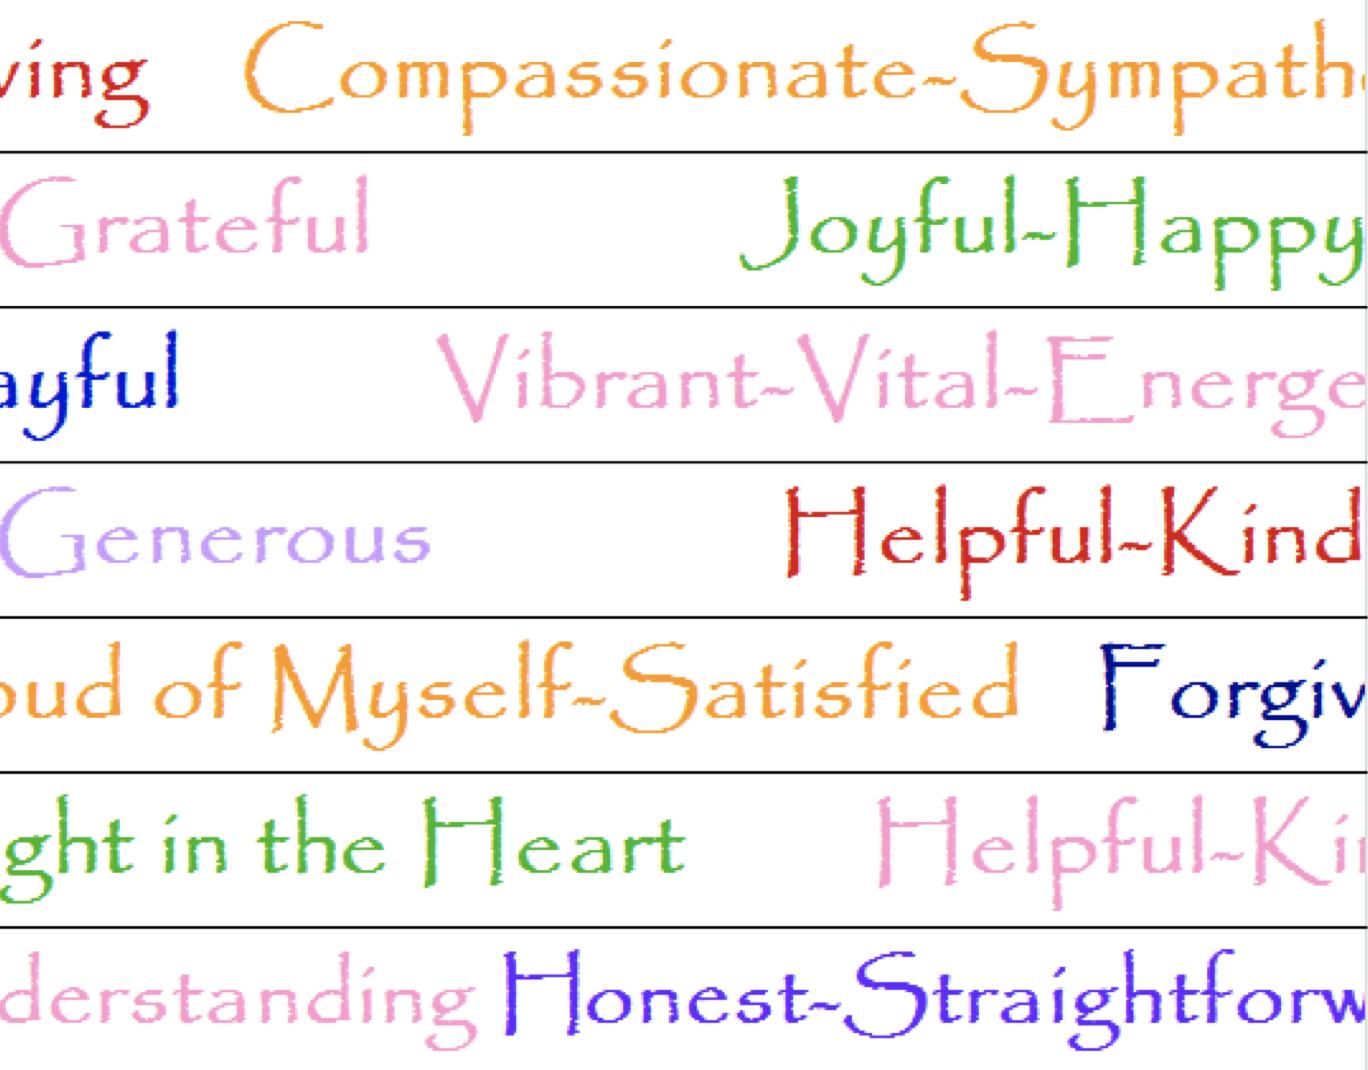 ving Compassionate~Sympath
Grateful Joyful~Happy
ayful Vibrant~Vital~Energe
Generous Helpful~Kind
oud of Myself~Satisfied Forgiv
ght in the Heart Helpful~Ki
derstanding Honest~Straightforw